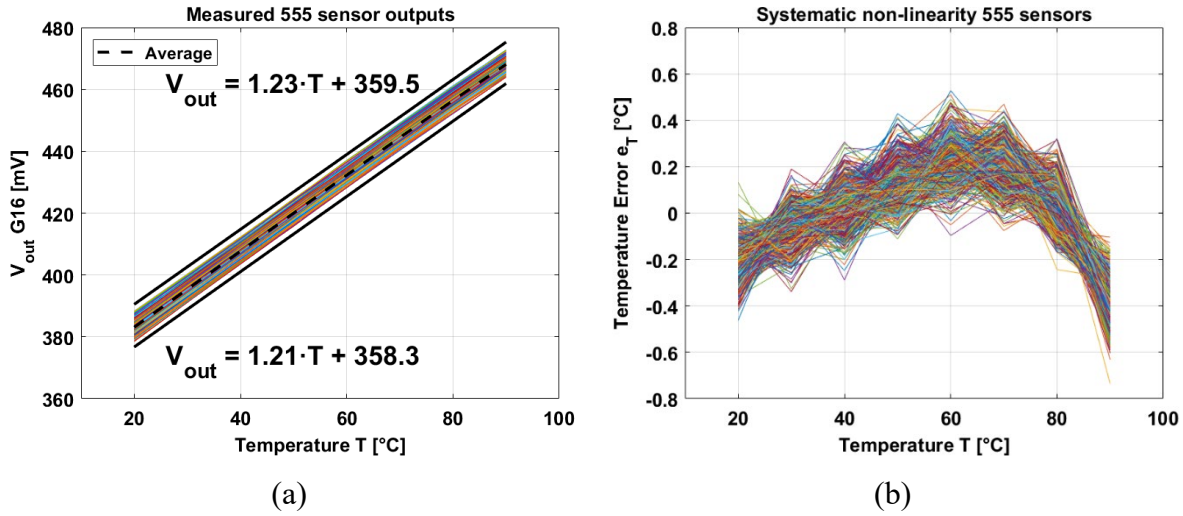 Measured 555 sensor outputs
480
460
440
420
400
380
360
V_out G16 [mV]
Average
V_out = 1.23·T + 359.5
V_out = 1.21·T + 358.3
20 40 60 80 100
Temperature T [°C]
(a)
Systematic non-linearity 555 sensors
0.8
0.6
0.4
0.2
0
-0.2
-0.4
-0.6
-0.8
Temperature Error e_T [°C]
20 40 60 80 100
Temperature T [°C]
(b)